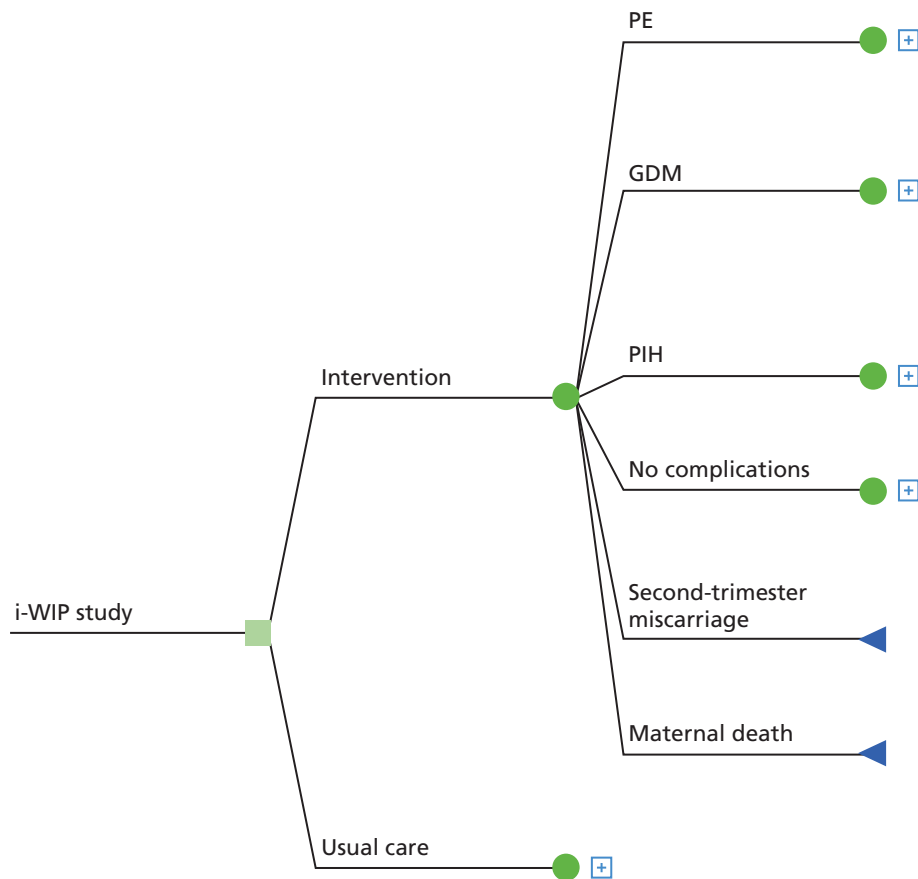 PE
GDM
PIH
Intervention
No complications
Second-trimester
miscarriage
i-WIP study
Maternal death
Usual care